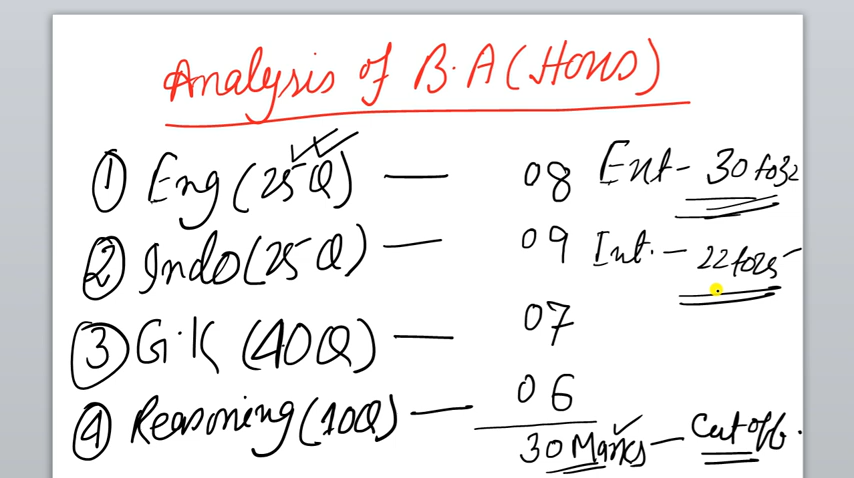 Analysis of B.A (Hons)
① Eng (25Q) — 08 Ent - 30 to 32
② Indo (25Q) — 09 Int. - 22 to 25
③ G.K (40Q) — 07
④ Reasoning (10Q) — 06
30 Marks — Cut off.